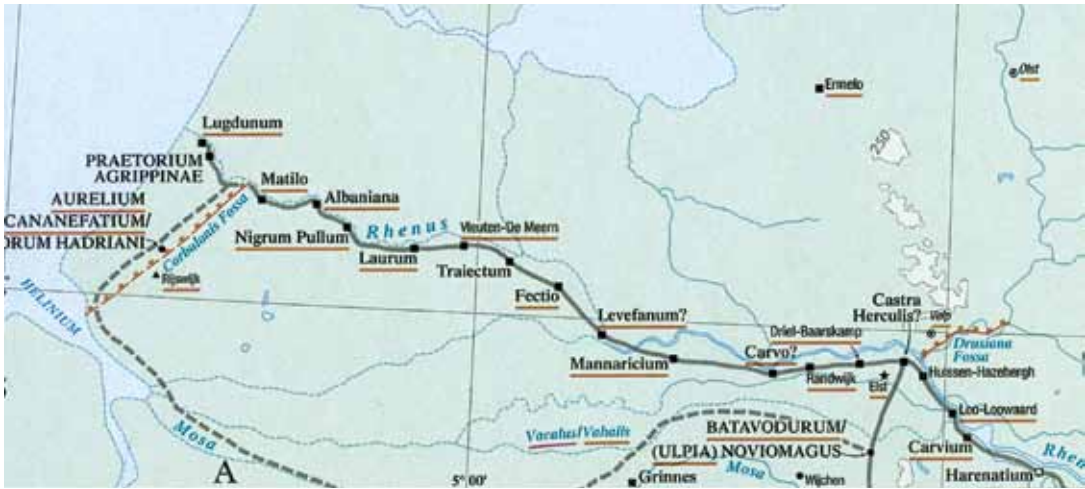 Ermelo
Olst
250
Lugdunum
PRAETORIUM
AGRIPPINAE
Matilo
AURELIUM
CANANEFATIUM/
ORUM HADRIANI
Corbulonis Fossa
Albaniana
Nigrum Pullum
Rhenus
Vleuten-De Meern
Laurum
Traiectum
Rijswijk
HELINIUM
Fectio
Levefanum?
Castra
Herculis?
Velp
Driel-Baarskamp
Drusiana
Fossa
Mannaricium
Carvo?
Randwijk
Elst
Huissen-Hazebergh
Loo-Loowaard
Mosa
Vacalus/Vahalis
BATAVODURUM/
(ULPIA) NOVIOMAGUS
Carvium
Rhen
A
5° 00'
Grinnes
Mosa
Wijchen
Harenatium